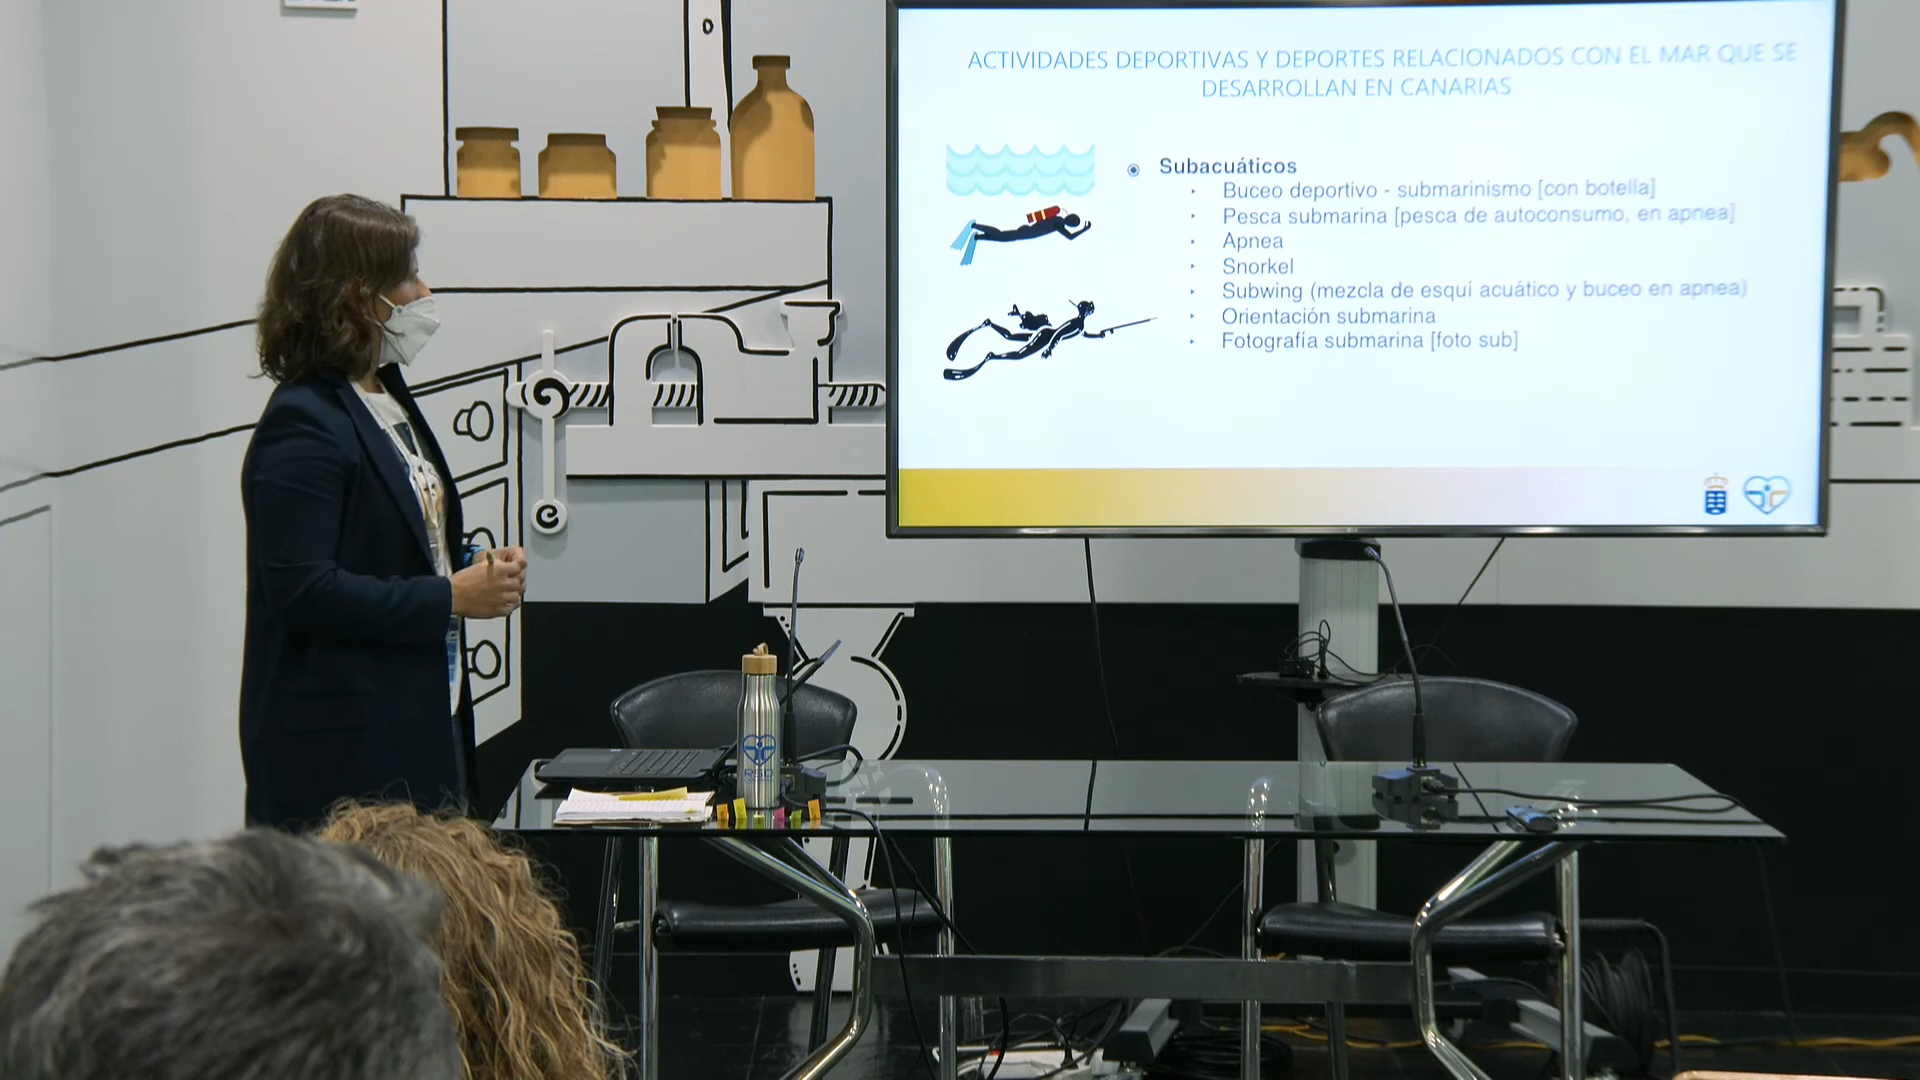 ACTIVIDADES DEPORTIVAS Y DEPORTES RELACIONADOS CON EL MAR QUE SE
DESARROLLAN EN CANARIAS
Subacuáticos
Buceo deportivo - submarinismo [con botella]
Pesca submarina [pesca de autoconsumo, en apnea]
Apnea
Snorkel
Subwing (mezcla de esquí acuático y buceo en apnea)
Orientación submarina
Fotografía submarina [foto sub]
RSD